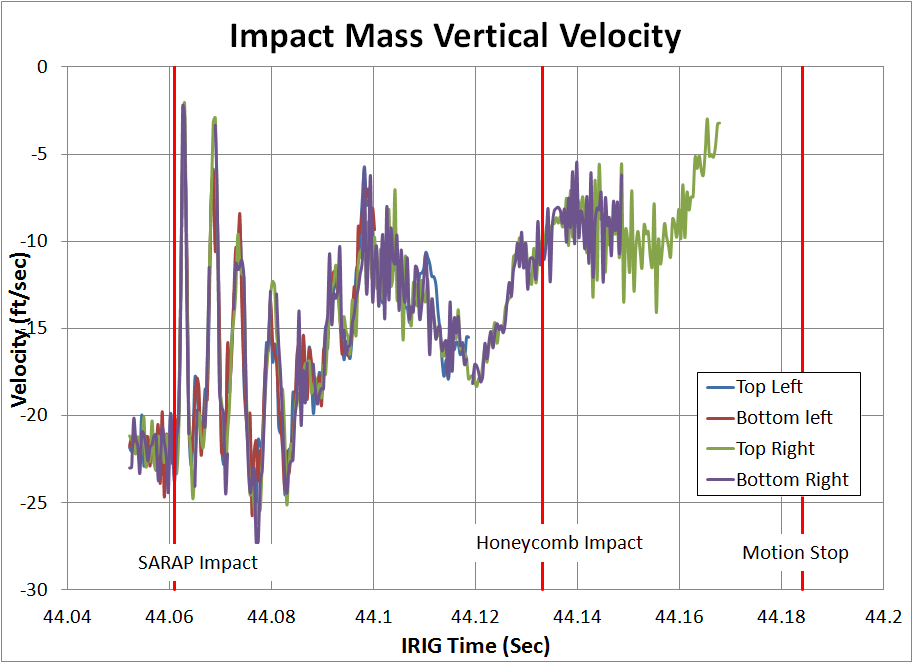 Impact Mass Vertical Velocity
0
-5
-10
-15
-20
-25
-30
Velocity (ft/sec)
Top Left
Bottom left
Top Right
Bottom Right
SARAP Impact
Honeycomb Impact
Motion Stop
44.04 44.06 44.08 44.1 44.12 44.14 44.16 44.18 44.2
IRIG Time (Sec)